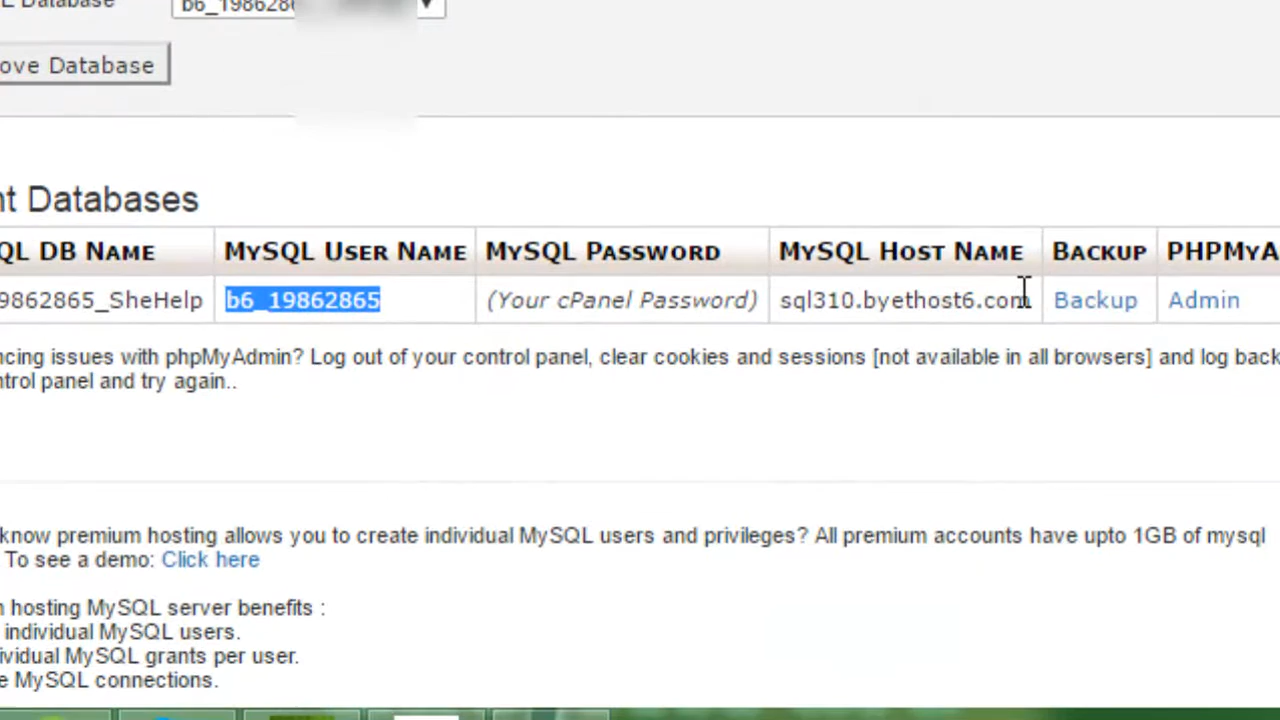 E Database b6_1986286
ove Database
nt Databases
QL DB NAME MYSQL USER NAME MYSQL PASSWORD MYSQL HOST NAME BACKUP PHPMYA
9862865_SheHelp b6_19862865 (Your cPanel Password) sql310.byethost6.com Backup Admin
ncing issues with phpMyAdmin? Log out of your control panel, clear cookies and sessions [not available in all browsers] and log back
ntrol panel and try again..
know premium hosting allows you to create individual MySQL users and privileges? All premium accounts have upto 1GB of mysql
To see a demo: Click here
n hosting MySQL server benefits :
individual MySQL users.
ividual MySQL grants per user.
e MySQL connections.